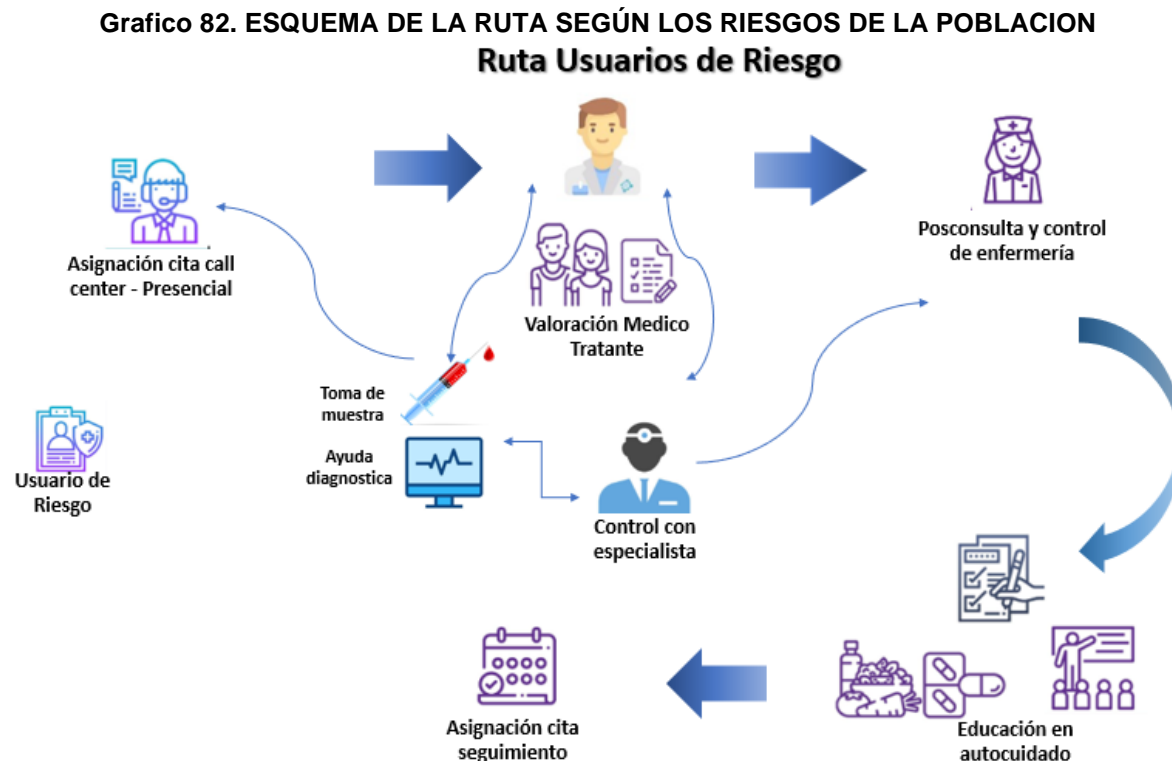 Grafico 82. ESQUEMA DE LA RUTA SEGÚN LOS RIESGOS DE LA POBLACION
Ruta Usuarios de Riesgo
Asignación cita call
center - Presencial
Valoración Medico
Tratante
Posconsulta y control
de enfermería
Toma de
muestra
Ayuda
diagnostica
Usuario de
Riesgo
Control con
especialista
Asignación cita
seguimiento
Educación en
autocuidado